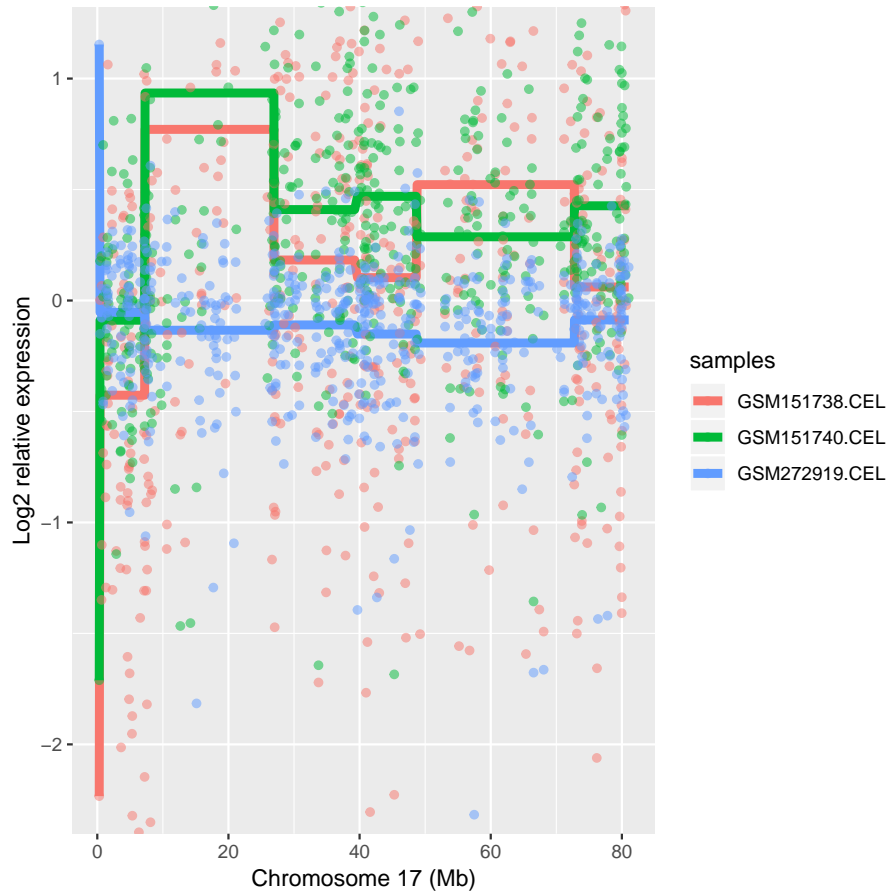 1
0
−1
−2
0
20
40
60
80
Chromosome 17 (Mb)
Log2 relative expression
samples
GSM151738.CEL
GSM151740.CEL
GSM272919.CEL